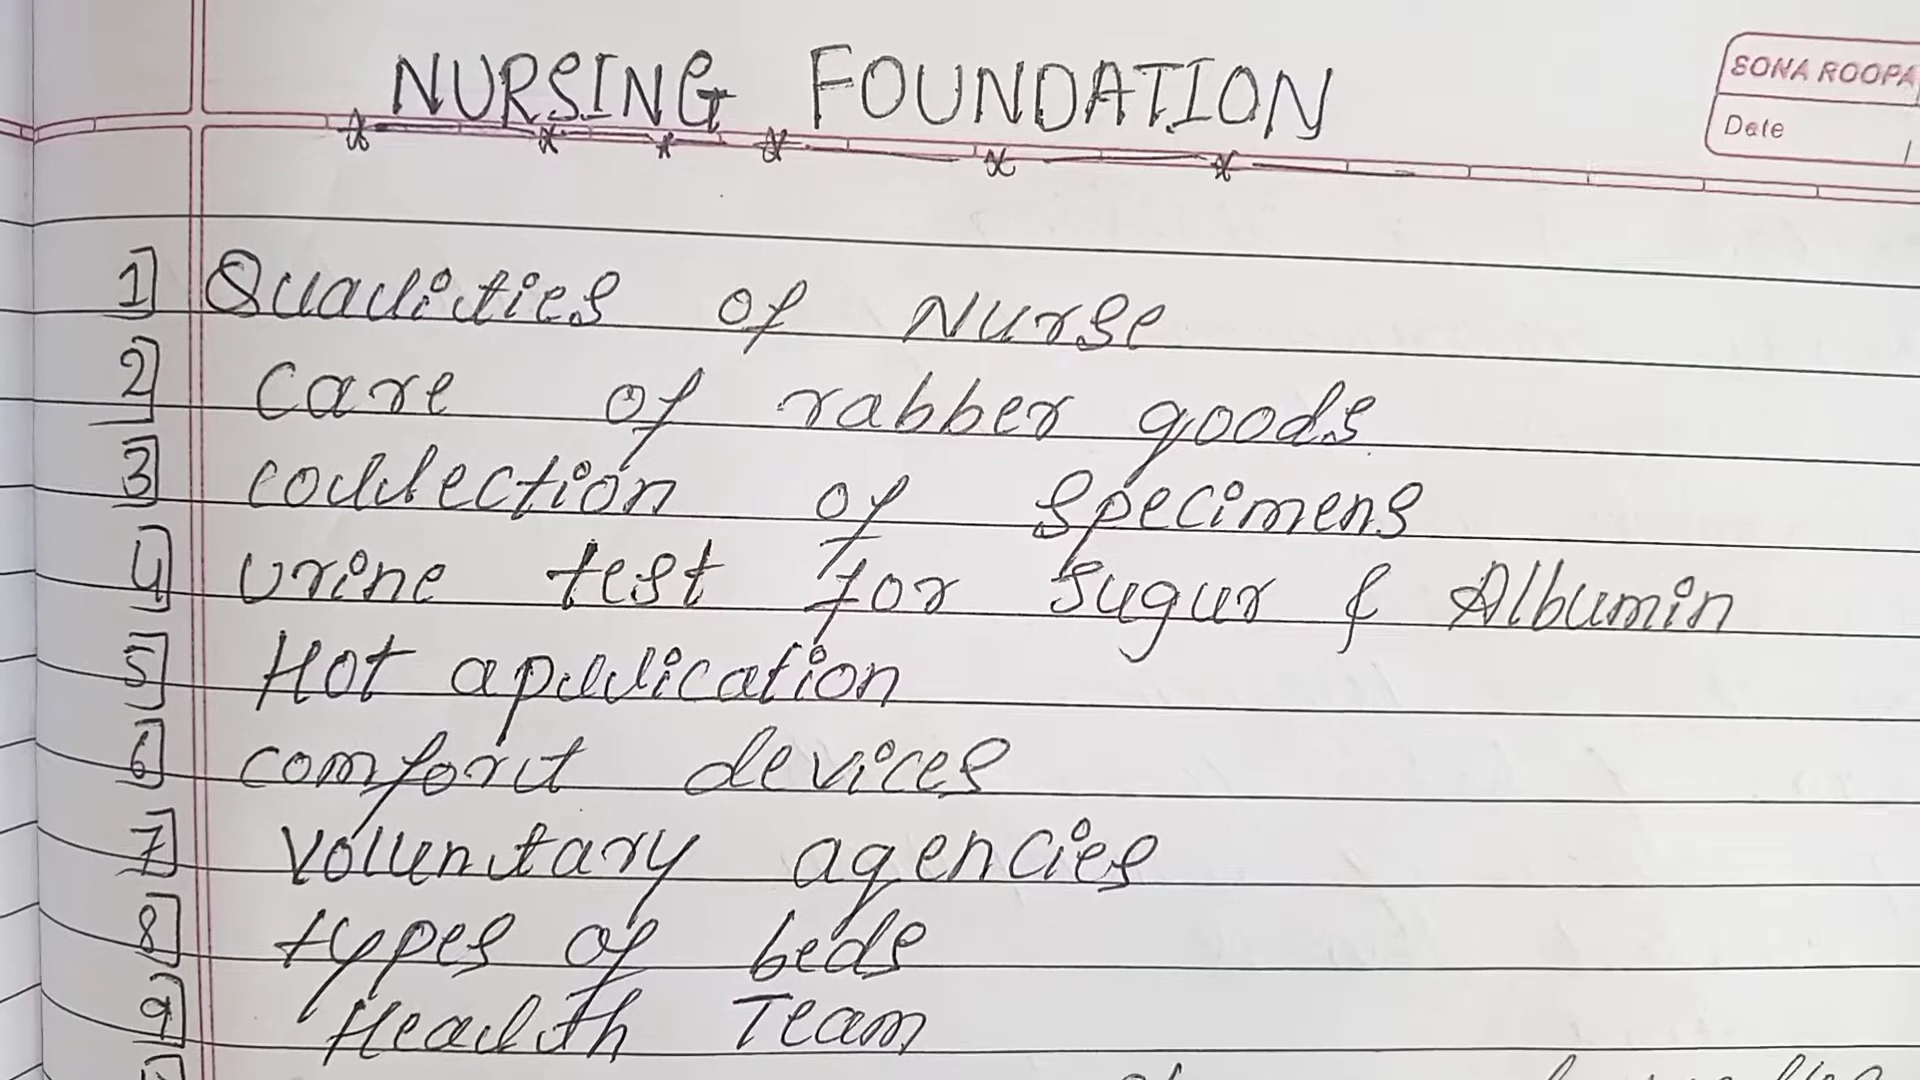 NURSING FOUNDATION
SONA ROOPA
Date
1] Qualities of Nurse
2] Care of rabber goods
3] collection of specimens
4] urine test for sugur & Albumin
5] Hot apllication
6] comfort devices
7] Voluntary agencies
8] types of beds
9] Health Team